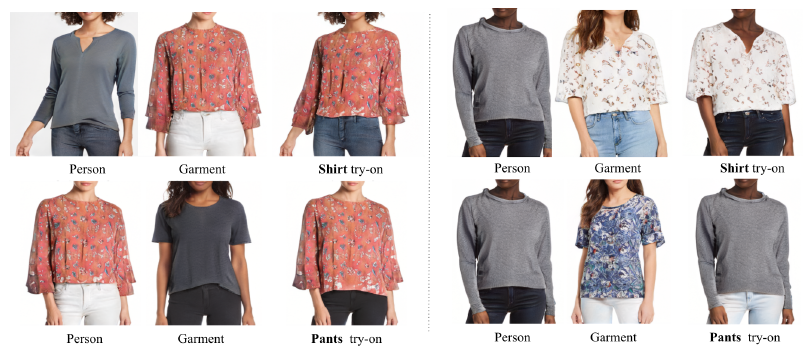 Person
Garment
Shirt try-on
Person
Garment
Shirt try-on
Person
Garment
Pants try-on
Person
Garment
Pants try-on